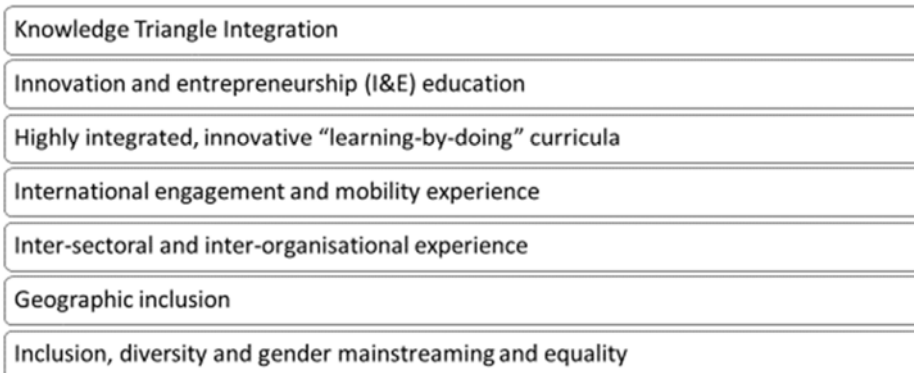 Knowledge Triangle Integration
Innovation and entrepreneurship (I&E) education
Highly integrated, innovative “learning-by-doing” curricula
International engagement and mobility experience
Inter-sectoral and inter-organisational experience
Geographic inclusion
Inclusion, diversity and gender mainstreaming and equality